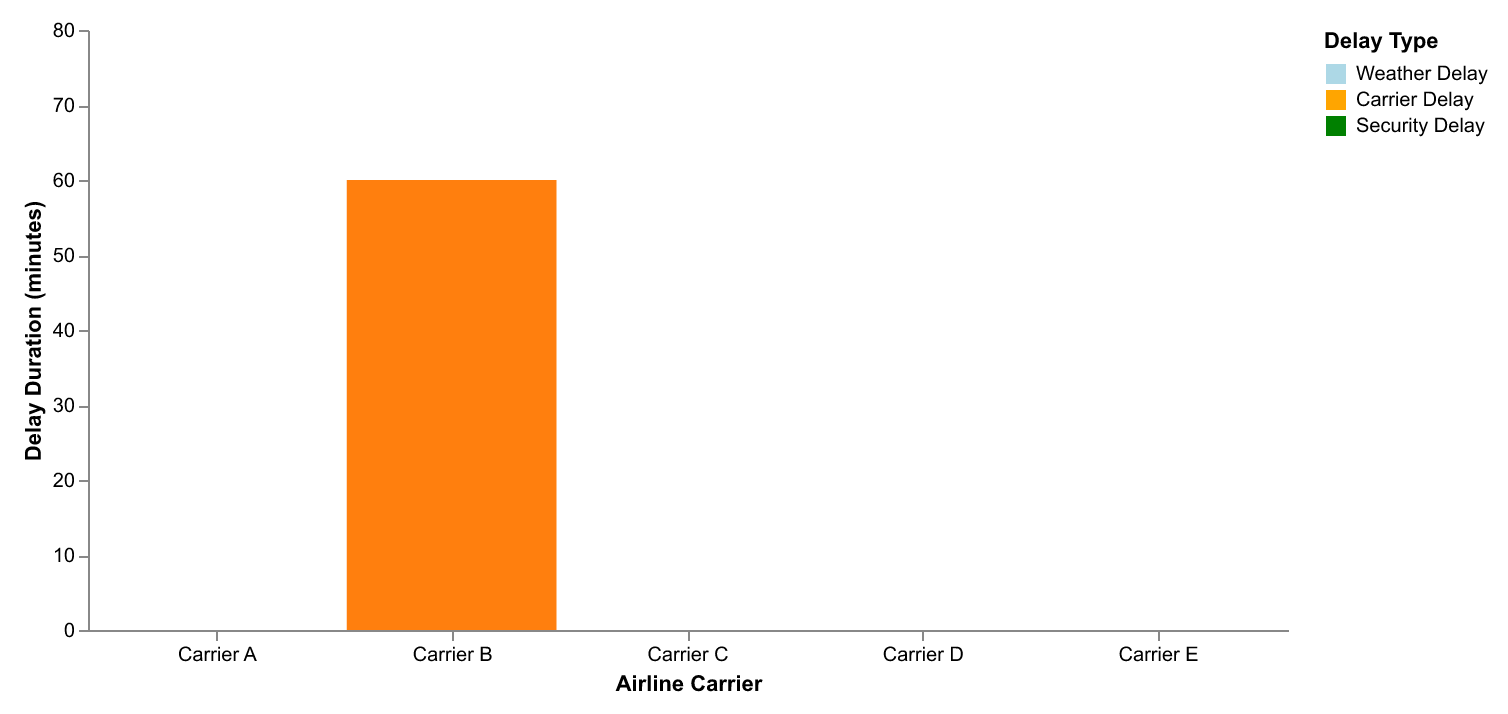 80
70
60
50
40
30
20
10
0
Delay Duration (minutes)
Carrier A
Carrier B
Carrier C
Carrier D
Carrier E
Airline Carrier
Delay Type
Weather Delay
Carrier Delay
Security Delay